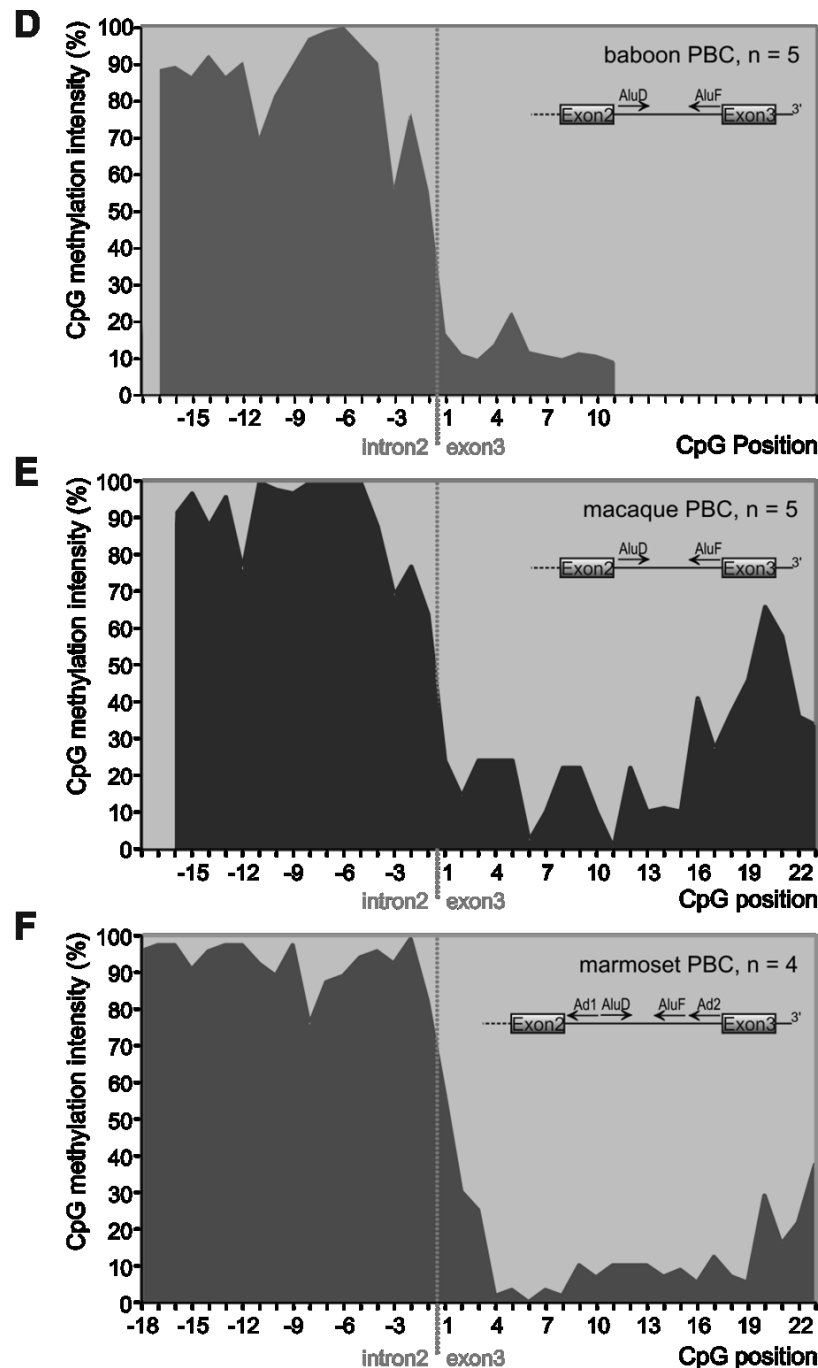 D
CpG methylation intensity (%)
100
90
80
70
60
50
40
30
20
10
0
baboon PBC, n = 5
AluD AluF
Exon2 Exon3 3'
-15 -12 -9 -6 -3 1 4 7 10
intron2 exon3 CpG Position
E
CpG methylation intensity (%)
100
90
80
70
60
50
40
30
20
10
0
macaque PBC, n = 5
AluD AluF
Exon2 Exon3 3'
-15 -12 -9 -6 -3 1 4 7 10 13 16 19 22
intron2 exon3 CpG position
F
CpG methylation intensity (%)
100
90
80
70
60
50
40
30
20
10
0
marmoset PBC, n = 4
Ad1 AluD AluF Ad2
Exon2 Exon3 3'
-18 -15 -12 -9 -6 -3 1 4 7 10 13 16 19 22
intron2 exon3 CpG position